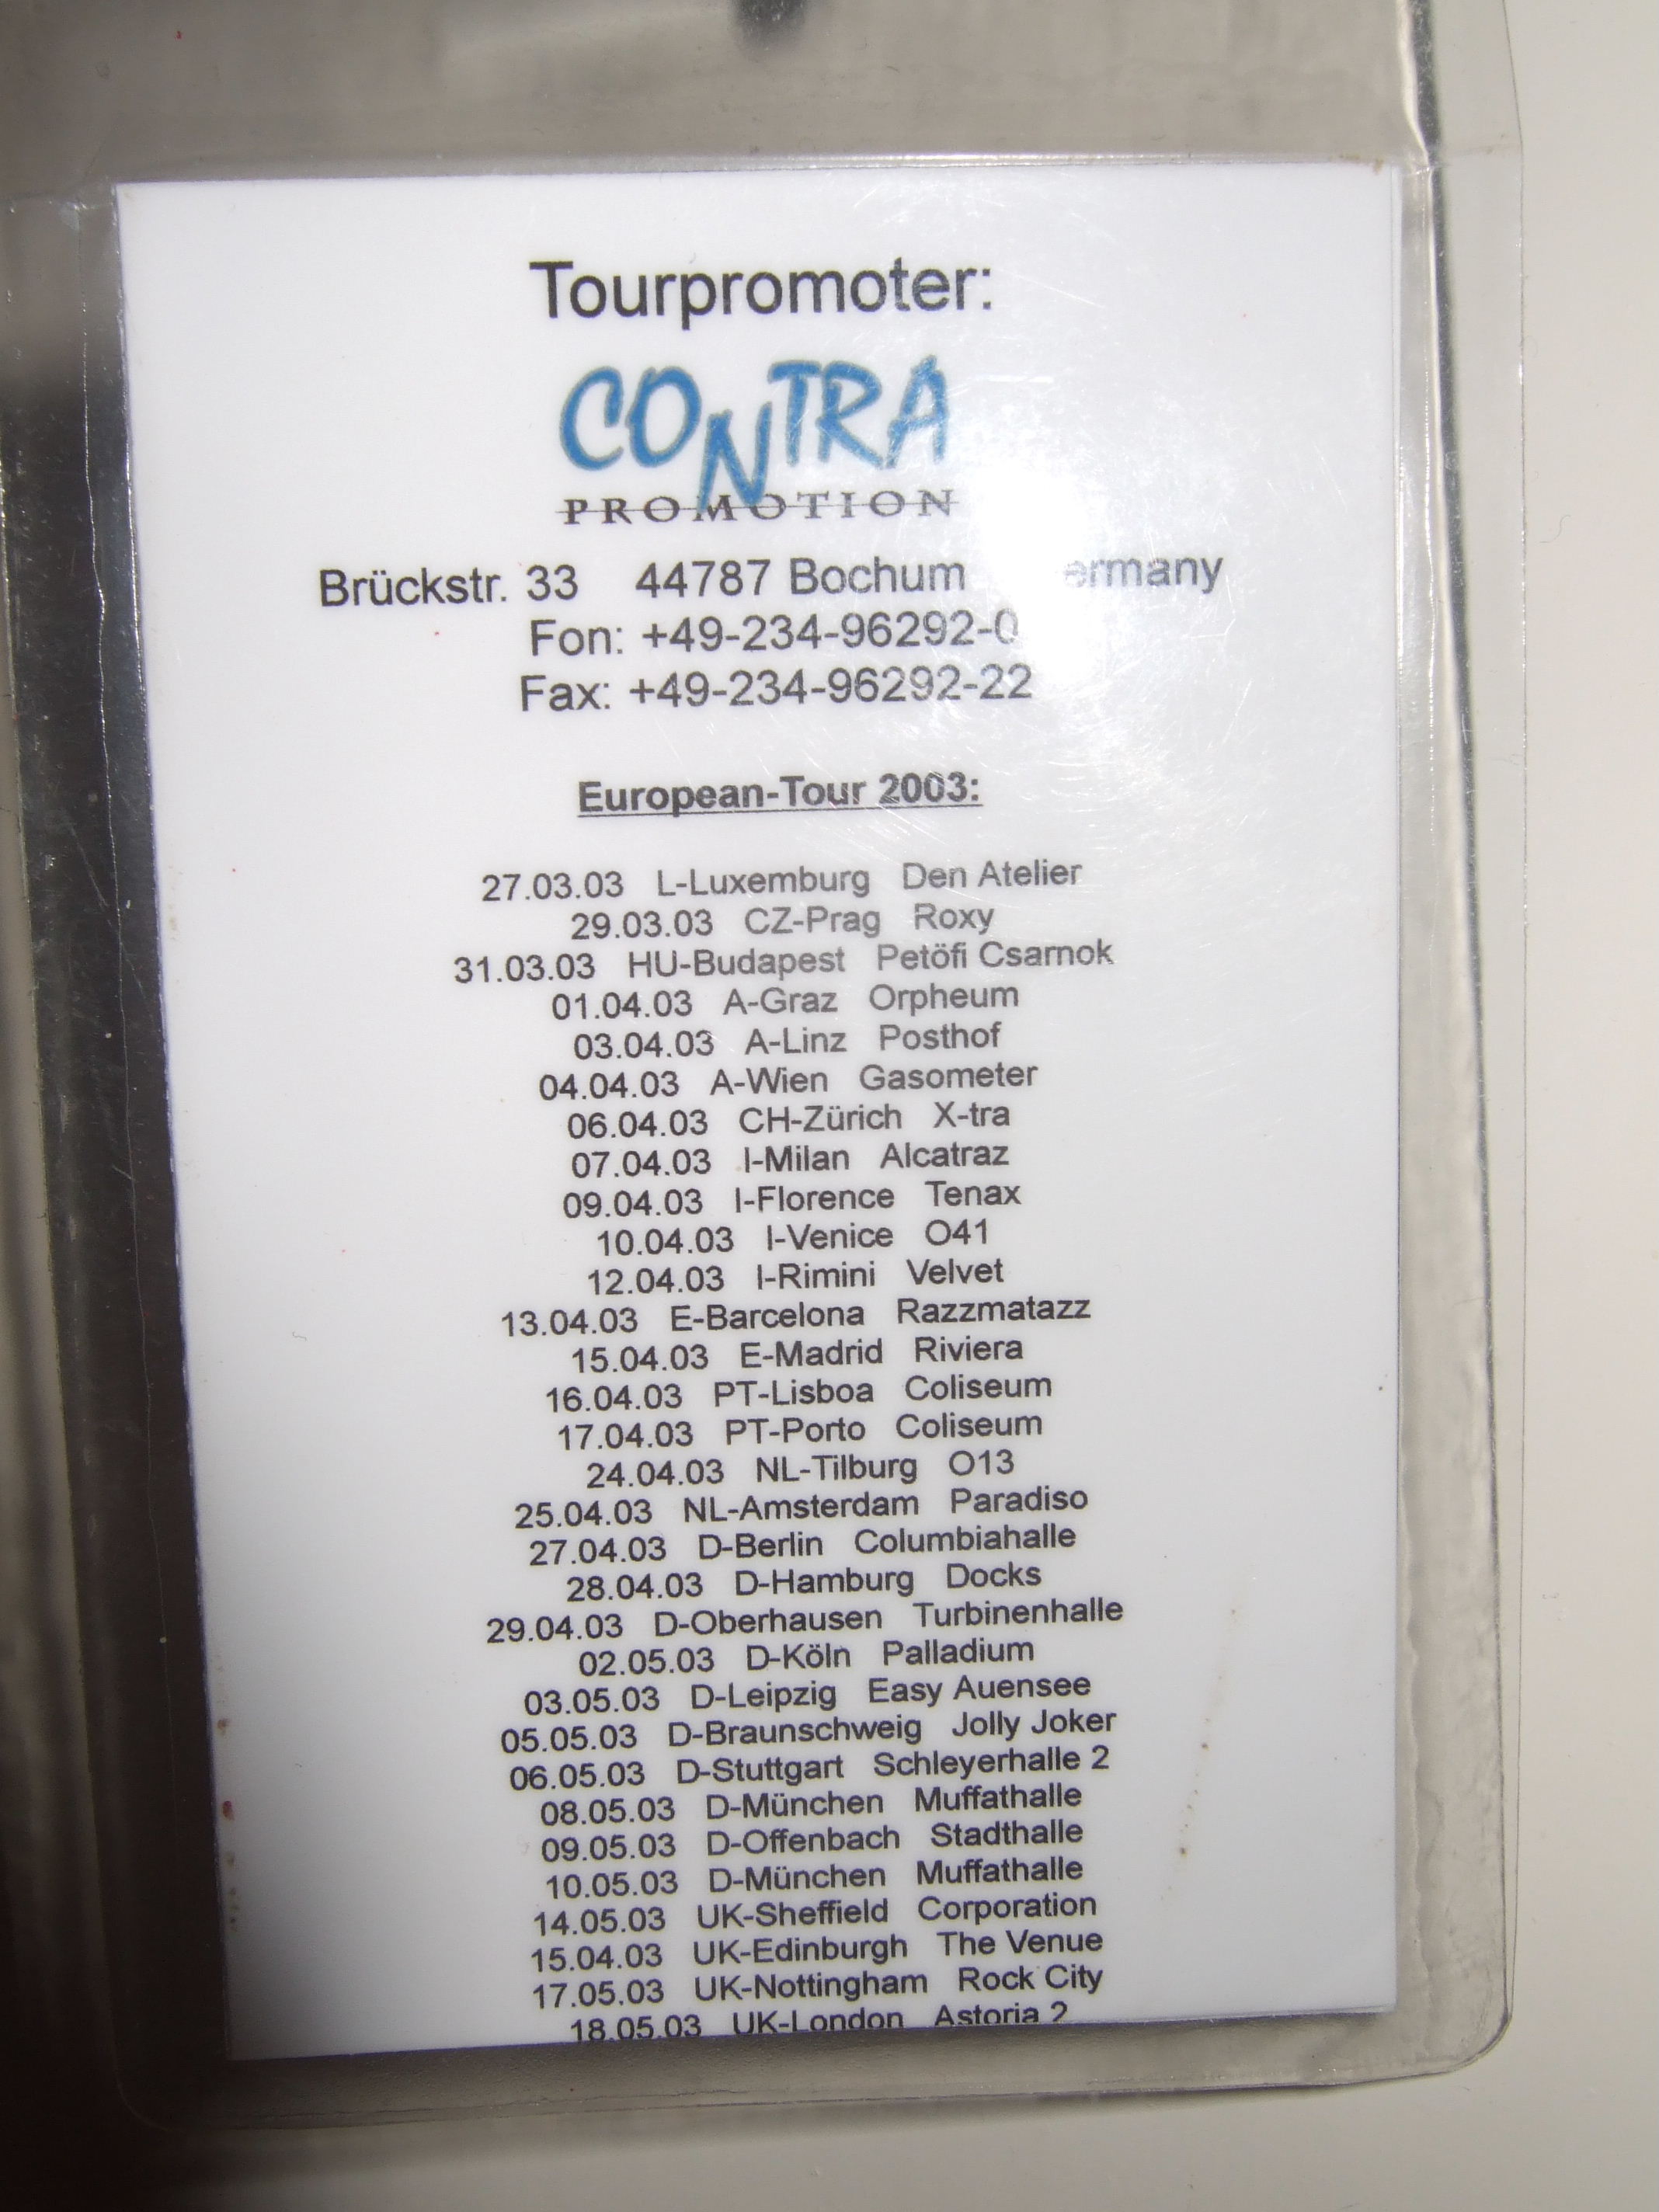 Tourpromoter:
CONTRA
PROMOTION
Brückstr. 33 44787 Bochum
Fon: +49-234-96292-0
Fax: +49-234-96292-22
European-Tour 2003:
27.03.03 L-Luxemburg Den Atelier
29.03.03 CZ-Prag Roxy
31.03.03 HU-Budapest Petöfi Csarnok
01.04.03 A-Graz Orpheum
03.04.03 A-Linz Posthof
04.04.03 A-Wien Gasometer
06.04.03 CH-Zürich X-tra
07.04.03 I-Milan Alcatraz
09.04.03 I-Florence Tenax
10.04.03 I-Venice O41
12.04.03 I-Rimini Velvet
13.04.03 E-Barcelona Razzmatazz
15.04.03 E-Madrid Riviera
16.04.03 PT-Lisboa Coliseum
17.04.03 PT-Porto Coliseum
24.04.03 NL-Tilburg O13
25.04.03 NL-Amsterdam Paradiso
27.04.03 D-Berlin Columbiahalle
28.04.03 D-Hamburg Docks
29.04.03 D-Oberhausen Turbinenhalle
02.05.03 D-Köln Palladium
03.05.03 D-Leipzig Easy Auensee
05.05.03 D-Braunschweig Jolly Joker
06.05.03 D-Stuttgart Schleyerhalle 2
08.05.03 D-München Muffathalle
09.05.03 D-Offenbach Stadthalle
10.05.03 D-München Muffathalle
14.05.03 UK-Sheffield Corporation
15.04.03 UK-Edinburgh The Venue
17.05.03 UK-Nottingham Rock City
18.05.03 UK-London Astoria 2